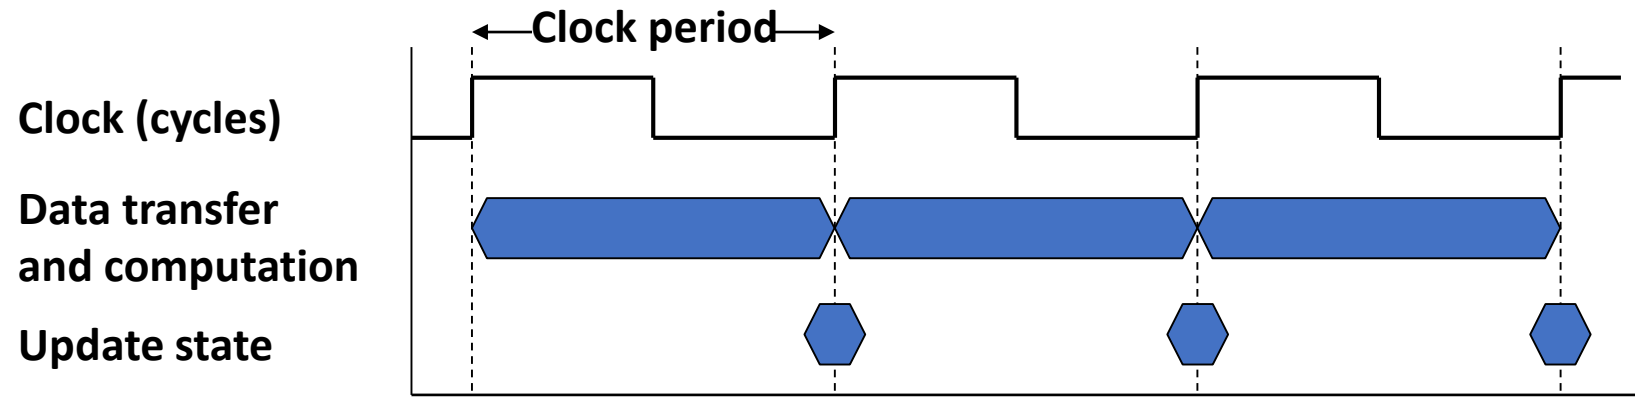 Clock period
Clock (cycles)
Data transfer
and computation
Update state